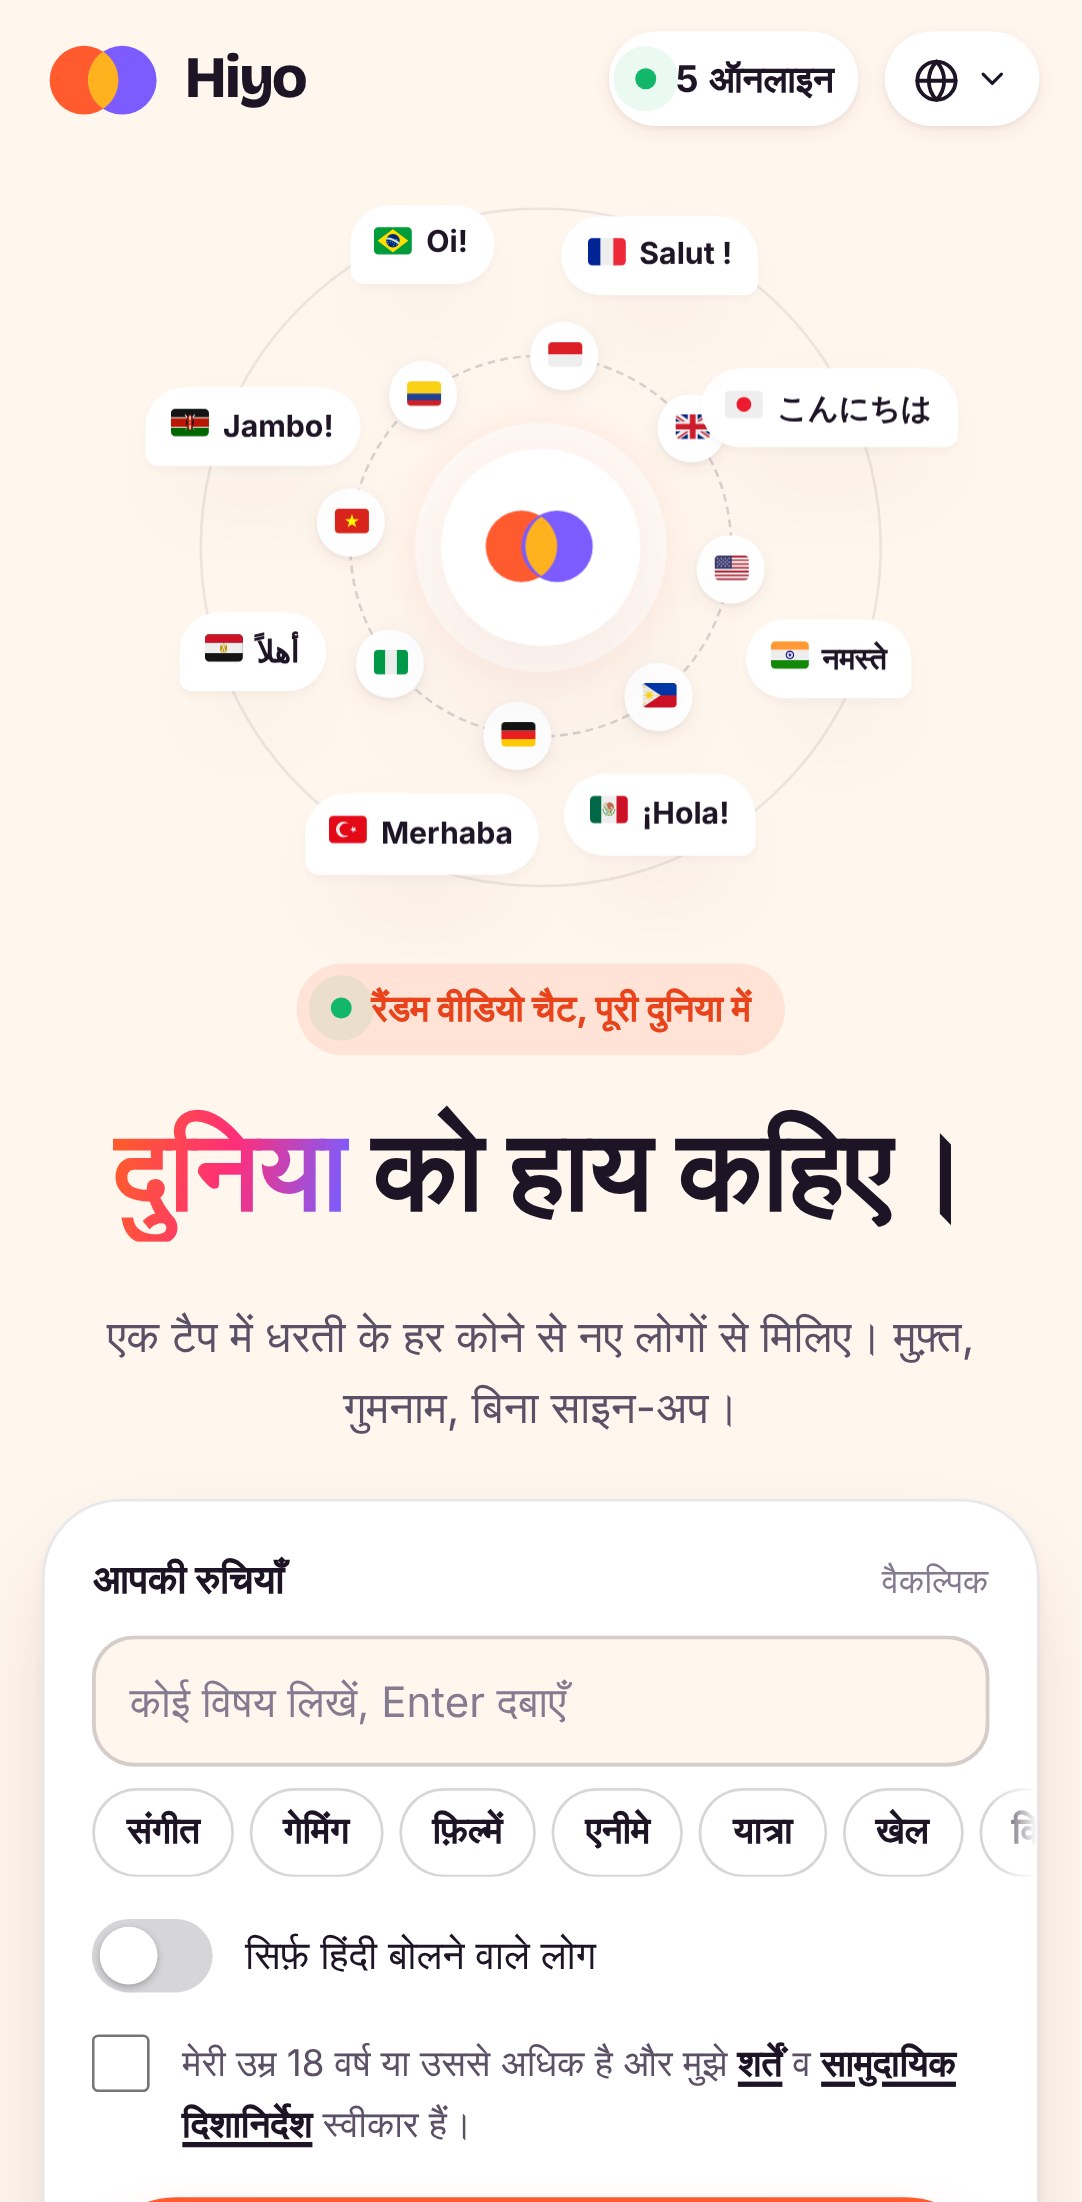 Hiyo
5 ऑनलाइन
Oi!
Salut !
こんにちは
Jambo!
أهلاً
नमस्ते
Merhaba
¡Hola!
रैंडम वीडियो चैट, पूरी दुनिया में
दुनिया को हाय कहिए।
एक टैप में धरती के हर कोने से नए लोगों से मिलिए। मुफ़्त,
गुमनाम, बिना साइन-अप।
आपकी रुचियाँ
वैकल्पिक
कोई विषय लिखें, Enter दबाएँ
संगीत
गेमिंग
फ़िल्में
एनीमे
यात्रा
खेल
सिर्फ़ हिंदी बोलने वाले लोग
मेरी उम्र 18 वर्ष या उससे अधिक है और मुझे शर्तें व सामुदायिक
दिशानिर्देश स्वीकार हैं।